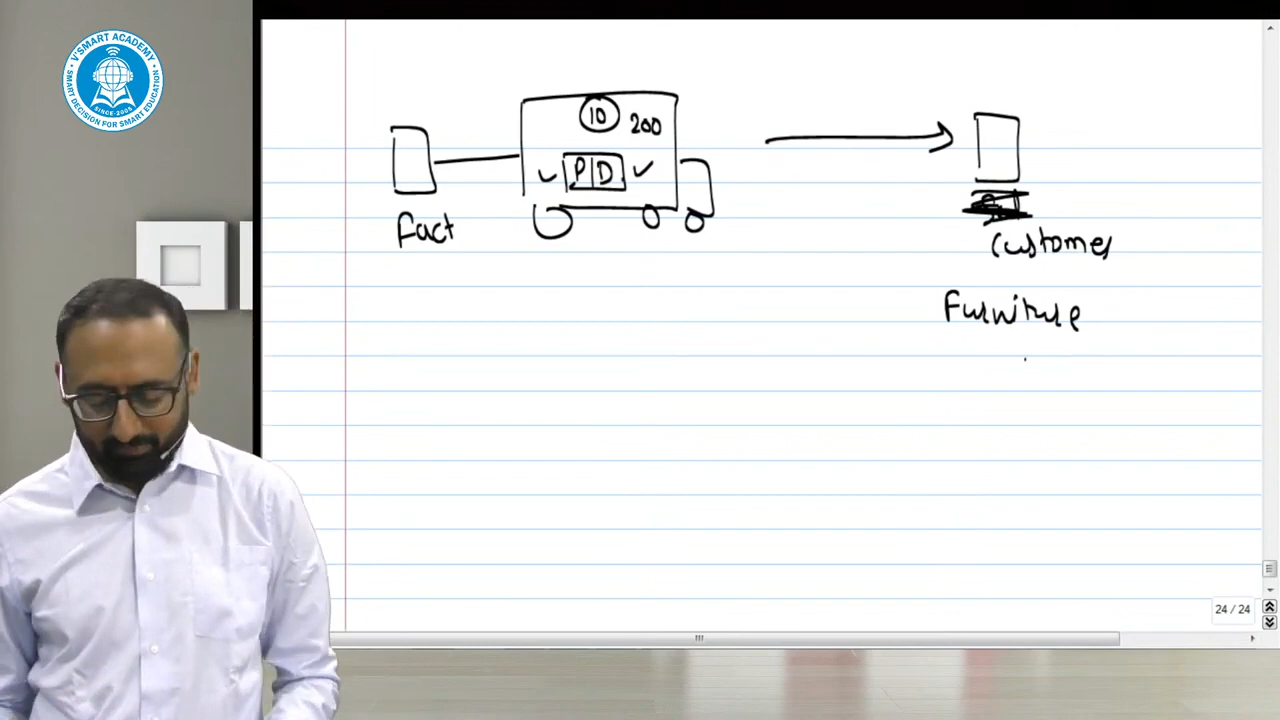 V'SMART ACADEMY
SMART DECISION FOR SMART EDUCATION
SINCE-2005
10 200
P D
Fact
Customer
Furniture
24 / 24